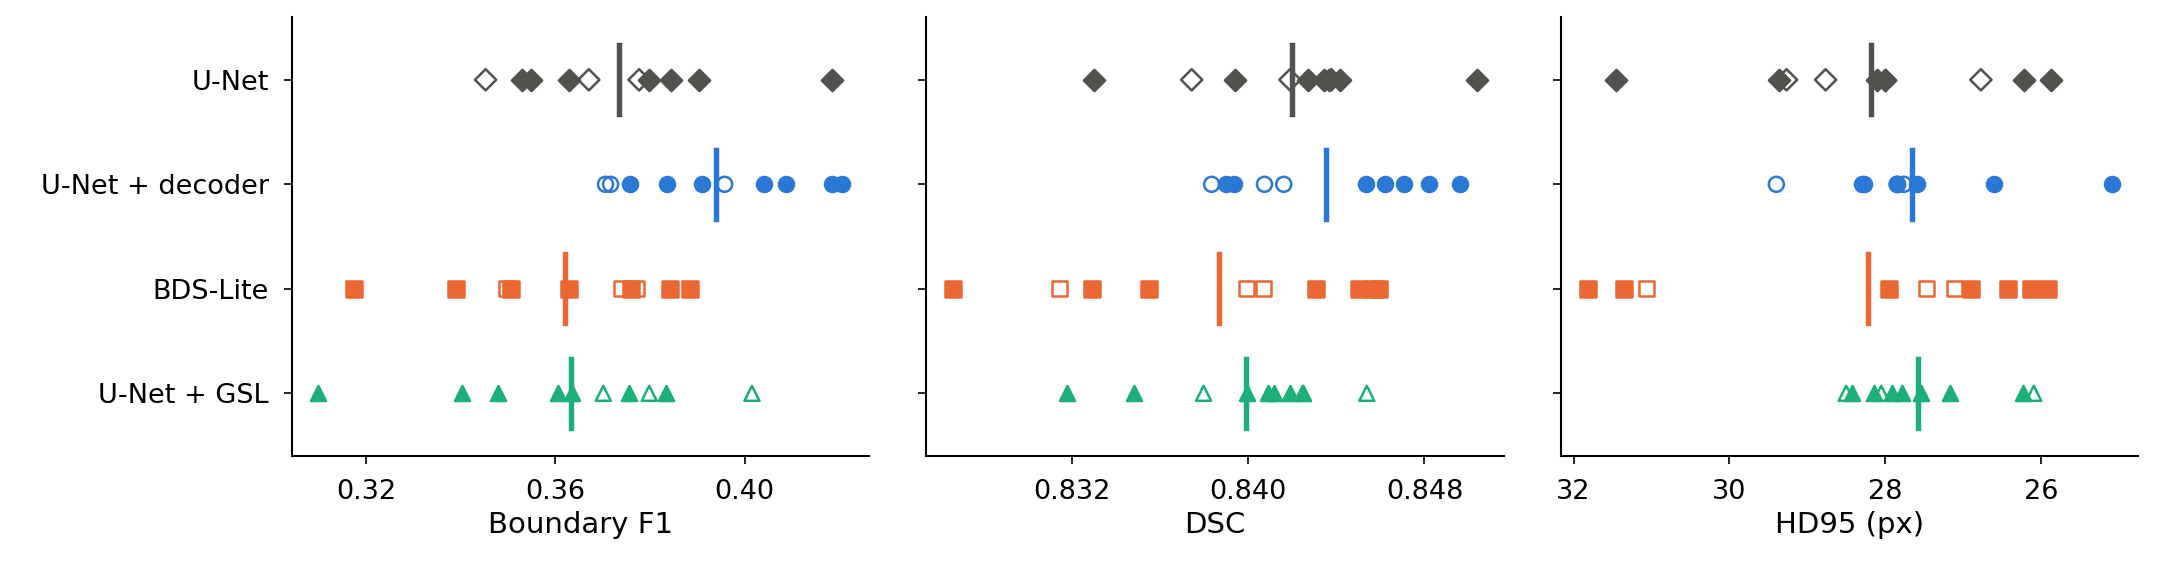 U-Net
U-Net + decoder
BDS-Lite
U-Net + GSL
0.32 0.36 0.40
Boundary F1
0.832 0.840 0.848
DSC
32 30 28 26
HD95 (px)